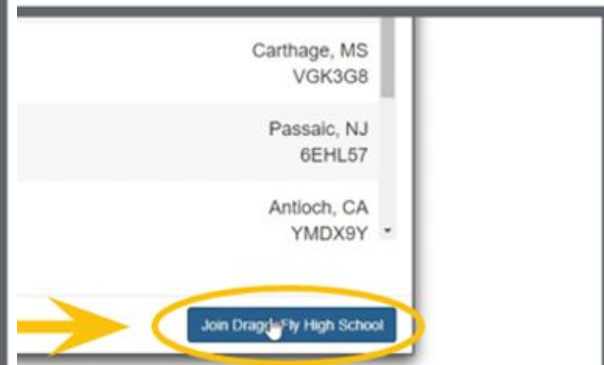 Carthage, MS
VGK3G8
Passaic, NJ
6EHL57
Antioch, CA
YMDX9Y
Join DragonFly High School